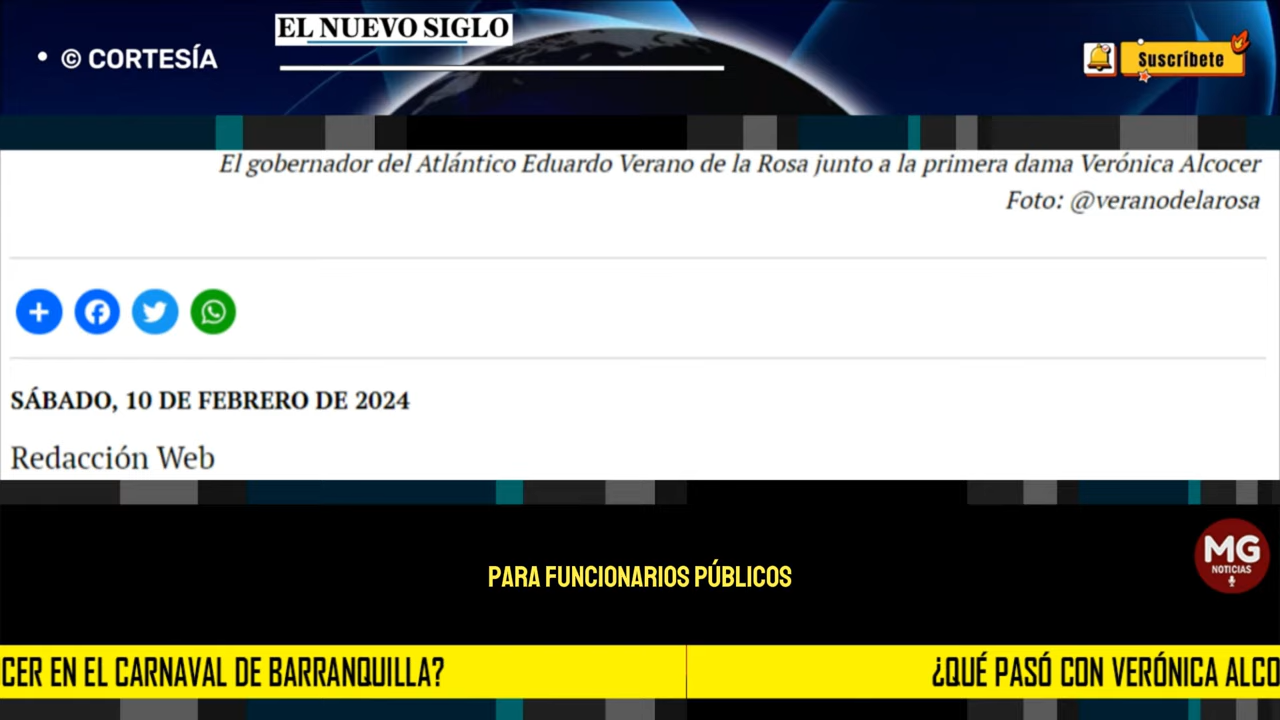 EL NUEVO SIGLO
• © CORTESÍA
Suscríbete
El gobernador del Atlántico Eduardo Verano de la Rosa junto a la primera dama Verónica Alcocer
Foto: @veranodelarosa
SÁBADO, 10 DE FEBRERO DE 2024
Redacción Web
MG
NOTICIAS
PARA FUNCIONARIOS PÚBLICOS
CER EN EL CARNAVAL DE BARRANQUILLA?
¿QUÉ PASÓ CON VERÓNICA ALCO